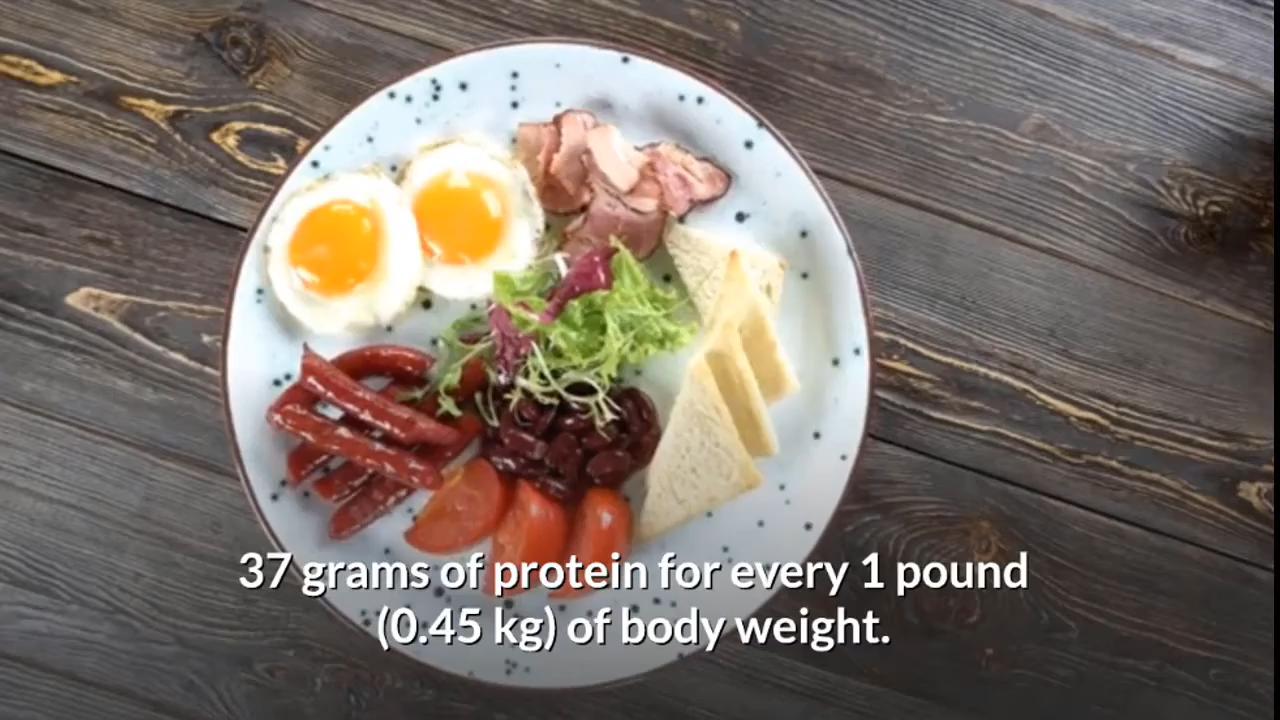 37 grams of protein for every 1 pound
(0.45 kg) of body weight.